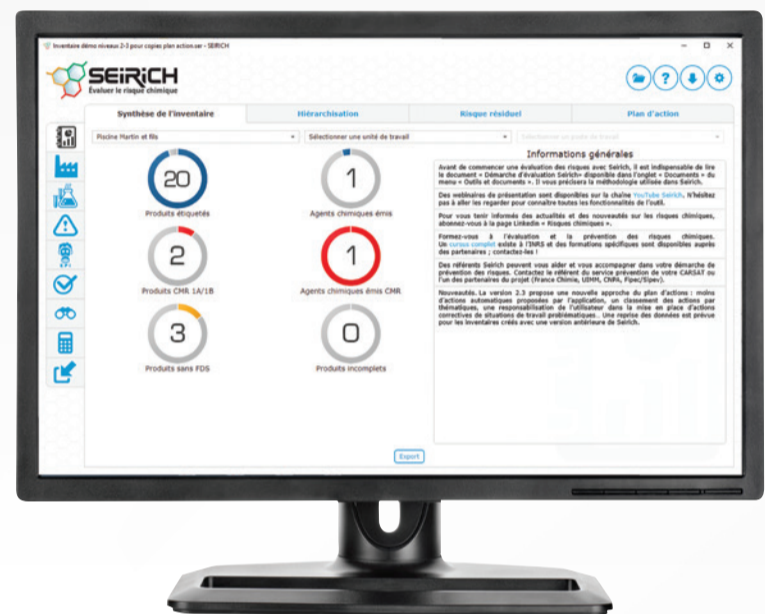 Inventaire démo niveaux 2-3 pour copies plan action.ser - SEIRICH
SEIRICH
Évaluer le risque chimique
Synthèse de l'inventaire
Hiérarchisation
Risque résiduel
Plan d'action
Piscine Martin et fils
Sélectionner une unité de travail
Sélectionner un poste de travail
20
Produits étiquetés
1
Agents chimiques émis
2
Produits CMR 1A/1B
1
Agents chimiques émis CMR
3
Produits sans FDS
0
Produits incomplets
Informations générales
Avant de commencer une évaluation des risques avec Seirich, il est indispensable de lire
le document « Démarche d'évaluation Seirich» disponible dans l'onglet « Documents » du
menu « Outils et documents ». Il vous précisera la méthodologie utilisée dans Seirich.
Des webinaires de présentation sont disponibles sur la chaîne YouTube Seirich. N'hésitez
pas à aller les regarder pour connaître toutes les fonctionnalités de l'outil.
Pour vous tenir informés des actualités et des nouveautés sur les risques chimiques,
abonnez-vous à la page Linkedin « Risques chimiques ».
Formez-vous à l'évaluation et la prévention des risques chimiques.
Un cursus complet existe à l'INRS et des formations spécifiques sont disponibles auprès
des partenaires ; contactez-les !
Des référents Seirich peuvent vous aider et vous accompagner dans votre démarche de
prévention des risques. Contactez le référent du service prévention de votre CARSAT ou
l'un des partenaires du projet (France Chimie, UIMM, CNPA, Fipec/Sipev).
Nouveautés. La version 2.3 propose une nouvelle approche du plan d'actions : moins
d'actions automatiques proposées par l'application, un classement des actions par
thématiques, une responsabilisation de l'utilisateur dans la mise en place d'actions
correctives de situations de travail problématiques.. Une reprise des données est prévue
pour les inventaires créés avec une version antérieure de Seirich.
Export